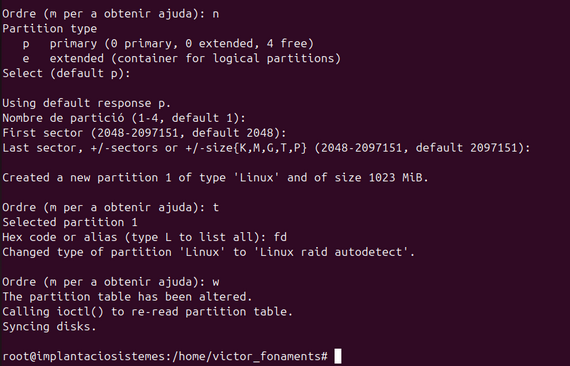 Ordre (m per a obtenir ajuda): n
Partition type
p   primary (0 primary, 0 extended, 4 free)
e   extended (container for logical partitions)
Select (default p):
Using default response p.
Nombre de partició (1-4, default 1):
First sector (2048-2097151, default 2048):
Last sector, +/-sectors or +/-size{K,M,G,T,P} (2048-2097151, default 2097151):
Created a new partition 1 of type 'Linux' and of size 1023 MiB.
Ordre (m per a obtenir ajuda): t
Selected partition 1
Hex code or alias (type L to list all): fd
Changed type of partition 'Linux' to 'Linux raid autodetect'.
Ordre (m per a obtenir ajuda): w
The partition table has been altered.
Calling ioctl() to re-read partition table.
Syncing disks.
root@implantaciosistemes:/home/victor_fonaments#